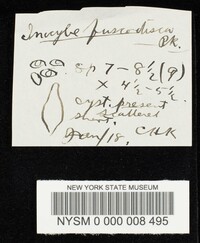 Inocybe fuscodisca
Pk.
sp 7-8½ (9)
x 4½-5½
cyst. present
scattered
short.
Jan/18. CHK
NEW YORK STATE MUSEUM
NYSM 0 000 008 495